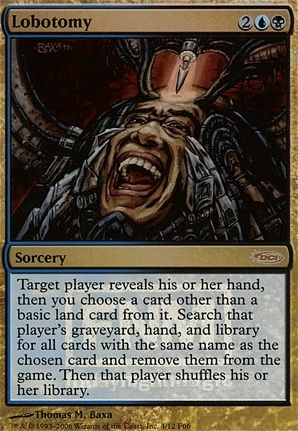 Lobotomy 2
BAXA
Sorcery
DCI
Target player reveals his or her hand,
then you choose a card other than a
basic land card from it. Search that
player's graveyard, hand, and library
for all cards with the same name as the
chosen card and remove them from the
game. Then that player shuffles his or
her library.
Thomas M. Baxa
™ & © 1993-2006 Wizards of the Coast, Inc. 4/12 F06